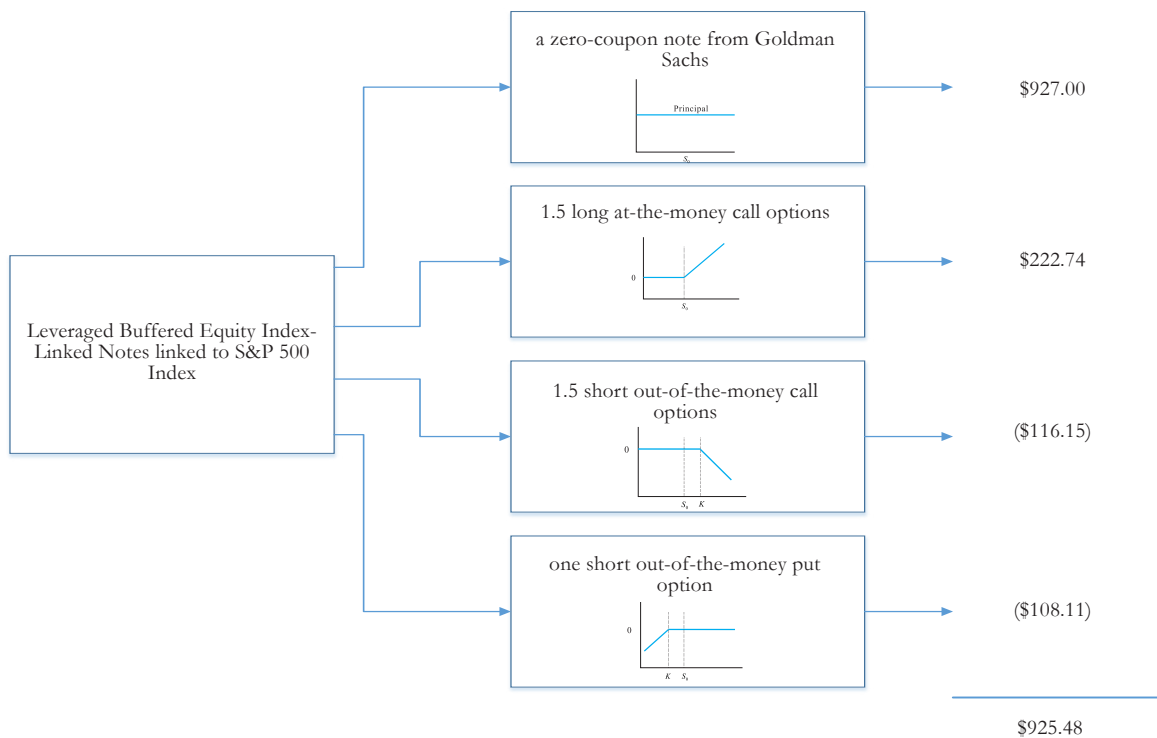 a zero-coupon note from Goldman
Sachs
Principal
S₀
$927.00
1.5 long at-the-money call options
0
S₀
$222.74
Leveraged Buffered Equity Index-
Linked Notes linked to S&P 500
Index
1.5 short out-of-the-money call
options
0
S₀ K
($116.15)
one short out-of-the-money put
option
0
K S₀
($108.11)
$925.48